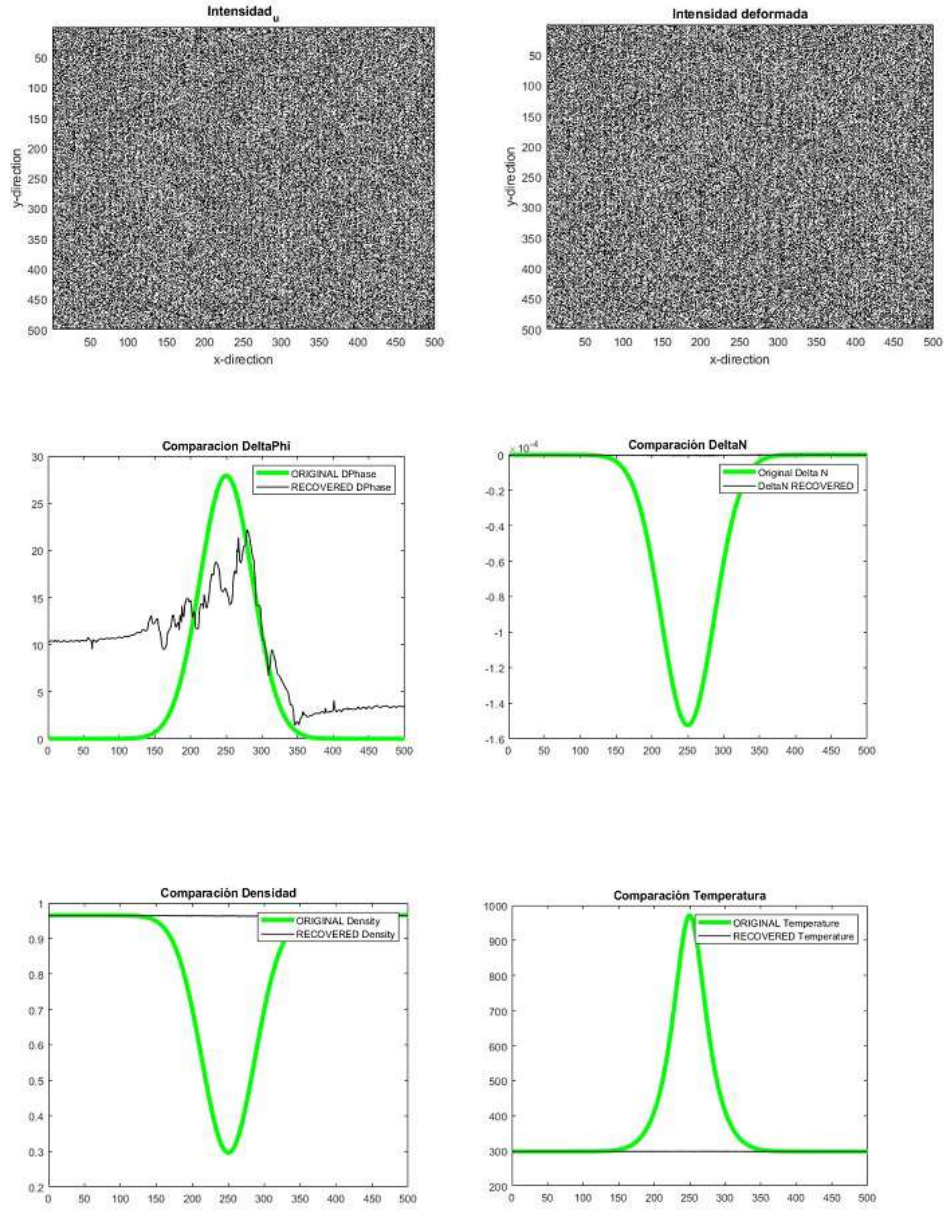 Intensidad_u
50
100
150
200
250
300
350
400
450
500
y-direction
50 100 150 200 250 300 350 400 450 500
x-direction
Intensidad deformada
50
100
150
200
250
300
350
400
450
500
y-direction
50 100 150 200 250 300 350 400 450 500
x-direction
Comparacion DeltaPhi
30
25
20
15
10
5
0
0 50 100 150 200 250 300 350 400 450 500
ORIGINAL DPhase
RECOVERED DPhase
Comparación DeltaN
×10⁻⁴
0
-0.2
-0.4
-0.6
-0.8
-1
-1.2
-1.4
-1.6
0 50 100 150 200 250 300 350 400 450 500
Original Delta N
DeltaN RECOVERED
Comparación Densidad
1
0.9
0.8
0.7
0.6
0.5
0.4
0.3
0.2
0 50 100 150 200 250 300 350 400 450 500
ORIGINAL Density
RECOVERED Density
Comparación Temperatura
1000
900
800
700
600
500
400
300
200
0 50 100 150 200 250 300 350 400 450 500
ORIGINAL Temperature
RECOVERED Temperature